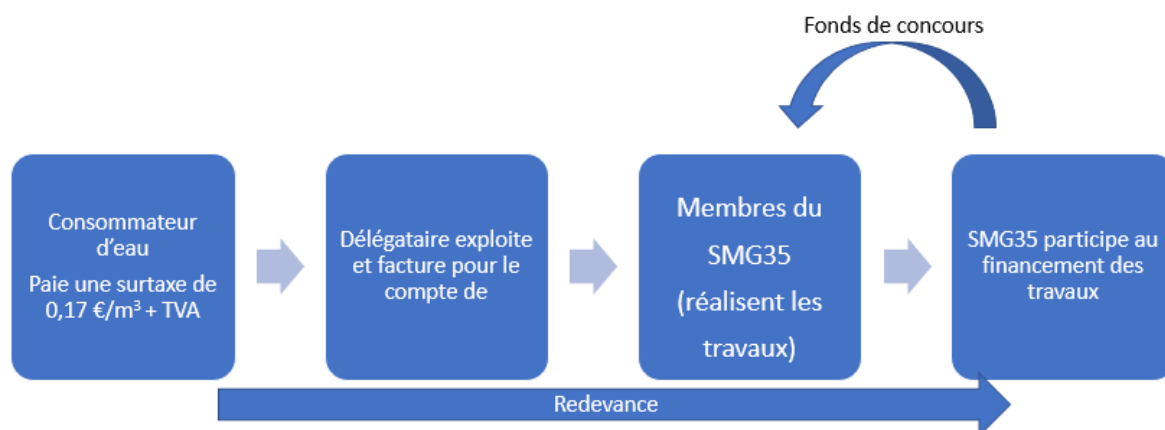 Fonds de concours
Consommateur
d’eau
Paie une surtaxe de
0,17 €/m³ + TVA
Délégataire exploite
et facture pour le
compte de
Membres du
SMG35
(réalisent les
travaux)
SMG35 participe au
financement des
travaux
Redevance